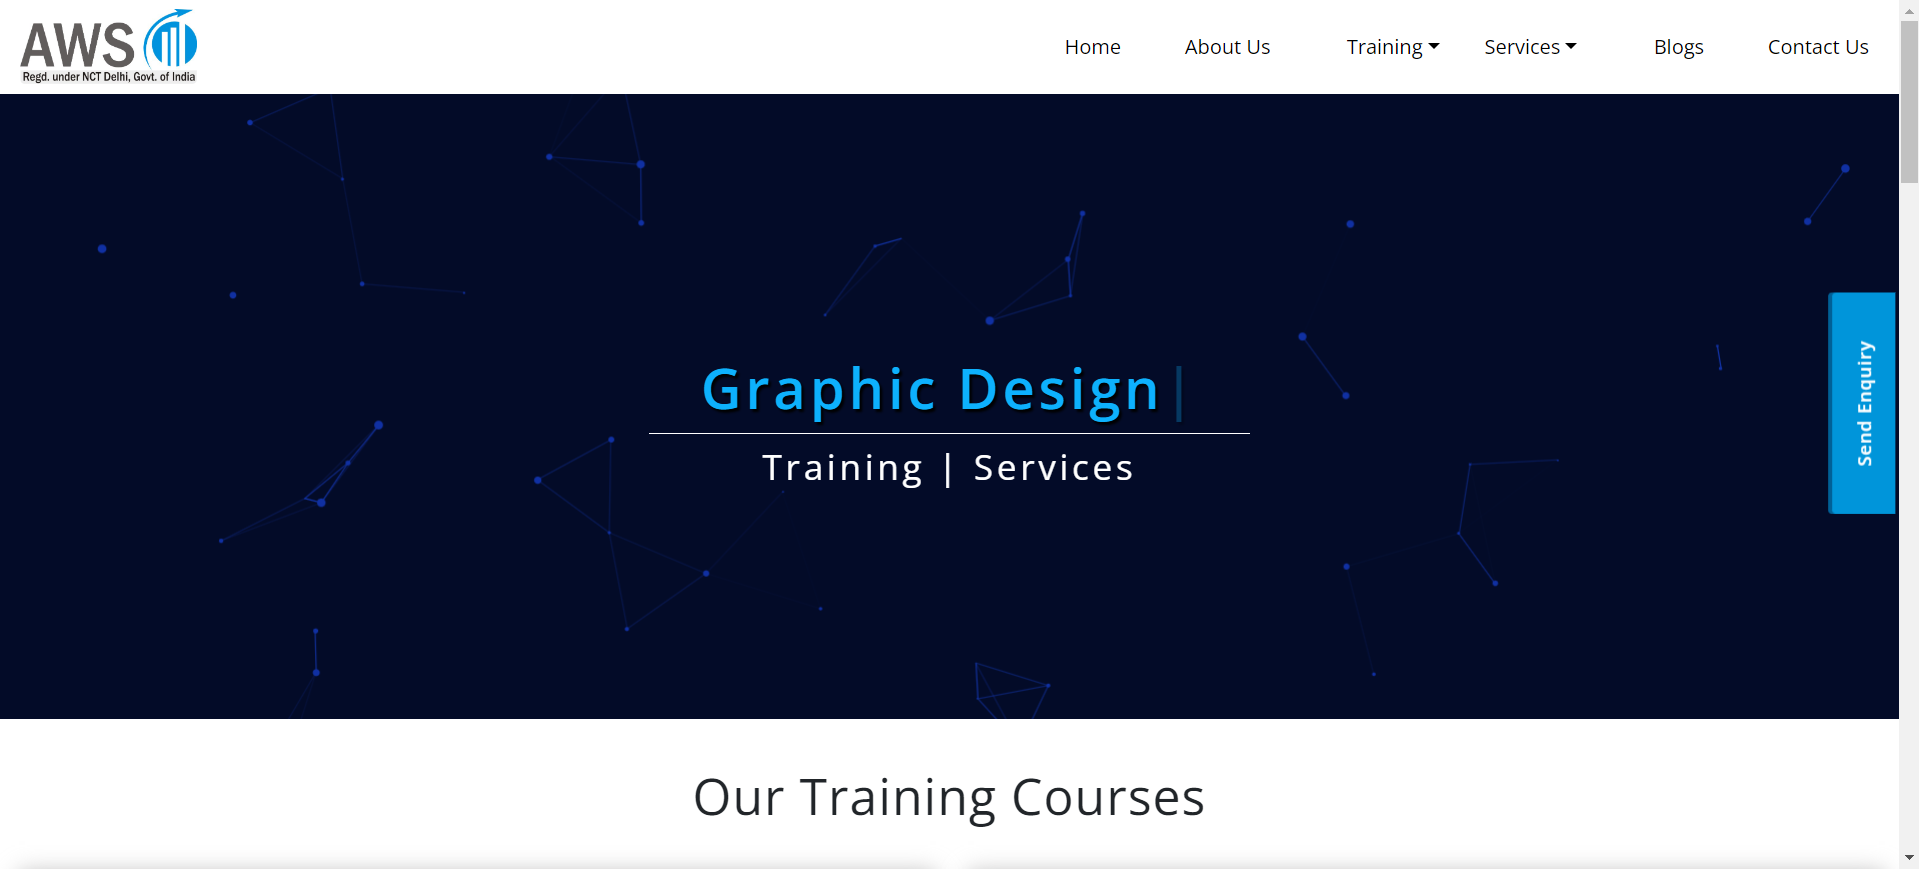 AWS
Regd. under NCT Delhi, Govt. of India
Home About Us Training Services Blogs Contact Us
Graphic Design|
Training | Services
Send Enquiry
Our Training Courses